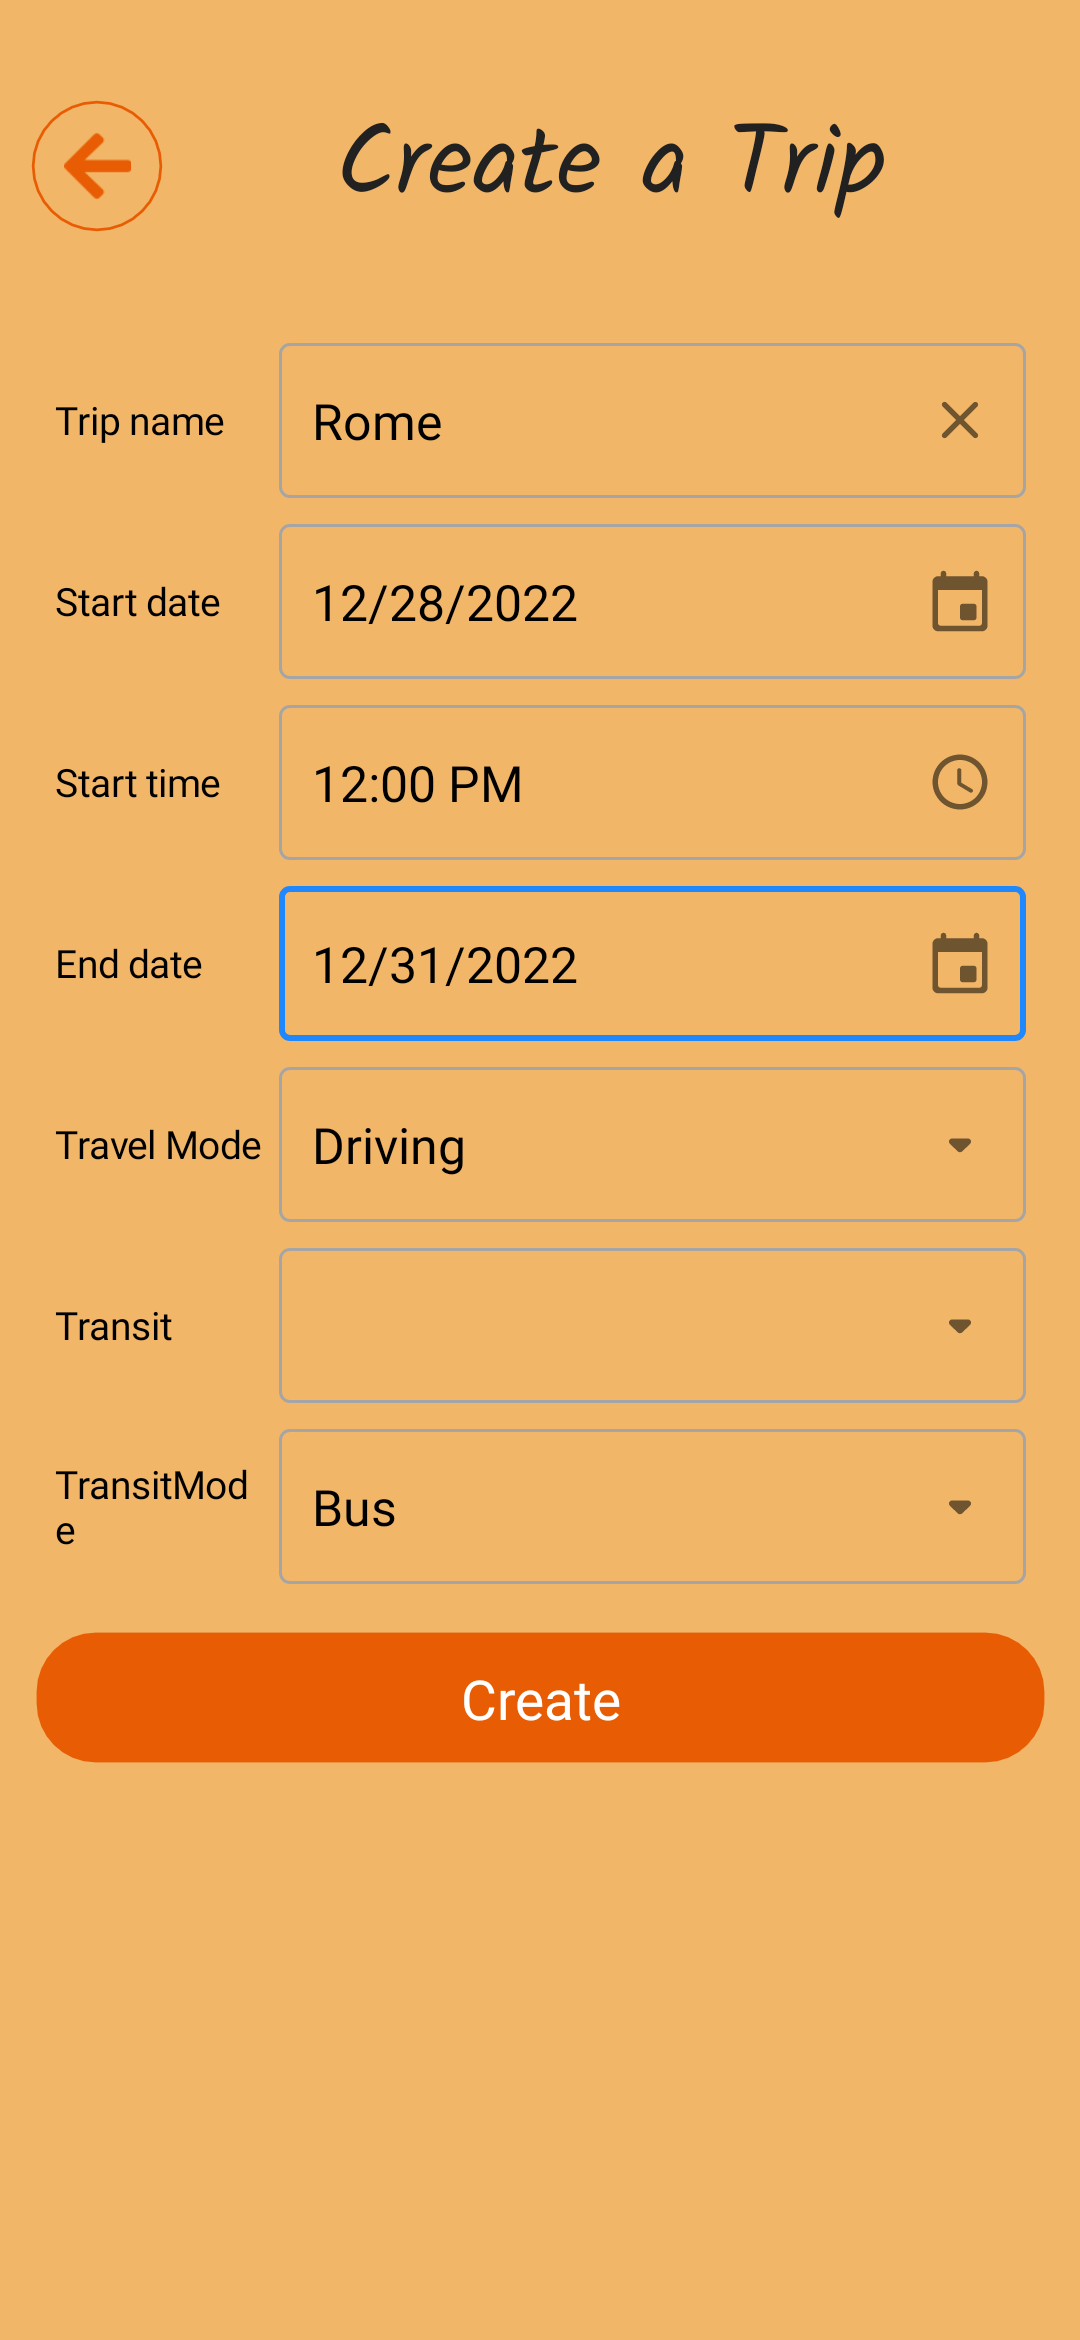 Create a Trip
Trip name
Rome
Start date
12/28/2022
Start time
12:00 PM
End date
12/31/2022
Travel Mode
Driving
Transit
TransitMod
e
Bus
Create